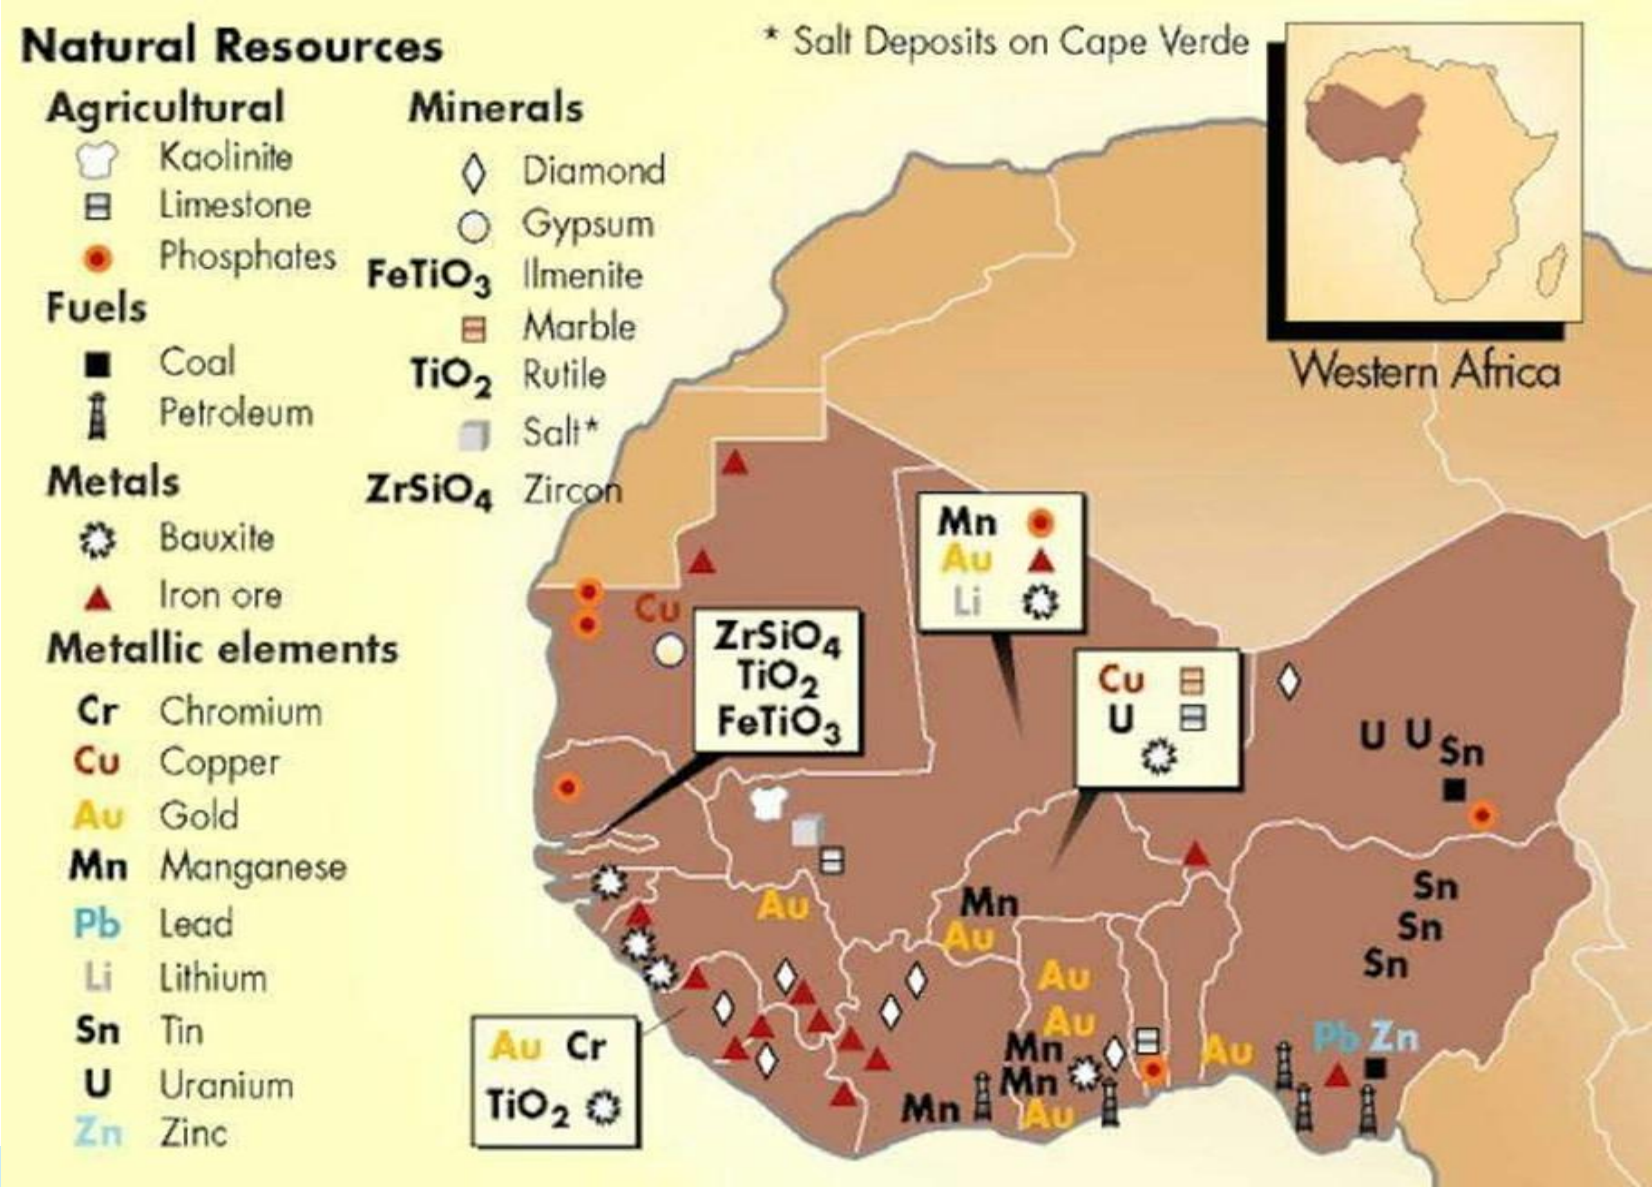 Natural Resources
* Salt Deposits on Cape Verde
Agricultural
Kaolinite
Limestone
Phosphates
Fuels
Coal
Petroleum
Metals
Bauxite
Iron ore
Metallic elements
Cr Chromium
Cu Copper
Au Gold
Mn Manganese
Pb Lead
Li Lithium
Sn Tin
U Uranium
Zn Zinc
Minerals
Diamond
Gypsum
FeTiO3 Ilmenite
Marble
TiO2 Rutile
Salt*
ZrSiO4 Zircon
Western Africa
Mn
Au
Li
Cu
ZrSiO4
TiO2
FeTiO3
Cu
U
U U Sn
Au
Mn
Au
Sn
Sn
Sn
Au
Au
Mn
Mn
Au
Mn
Au
Pb Zn
Au Cr
TiO2